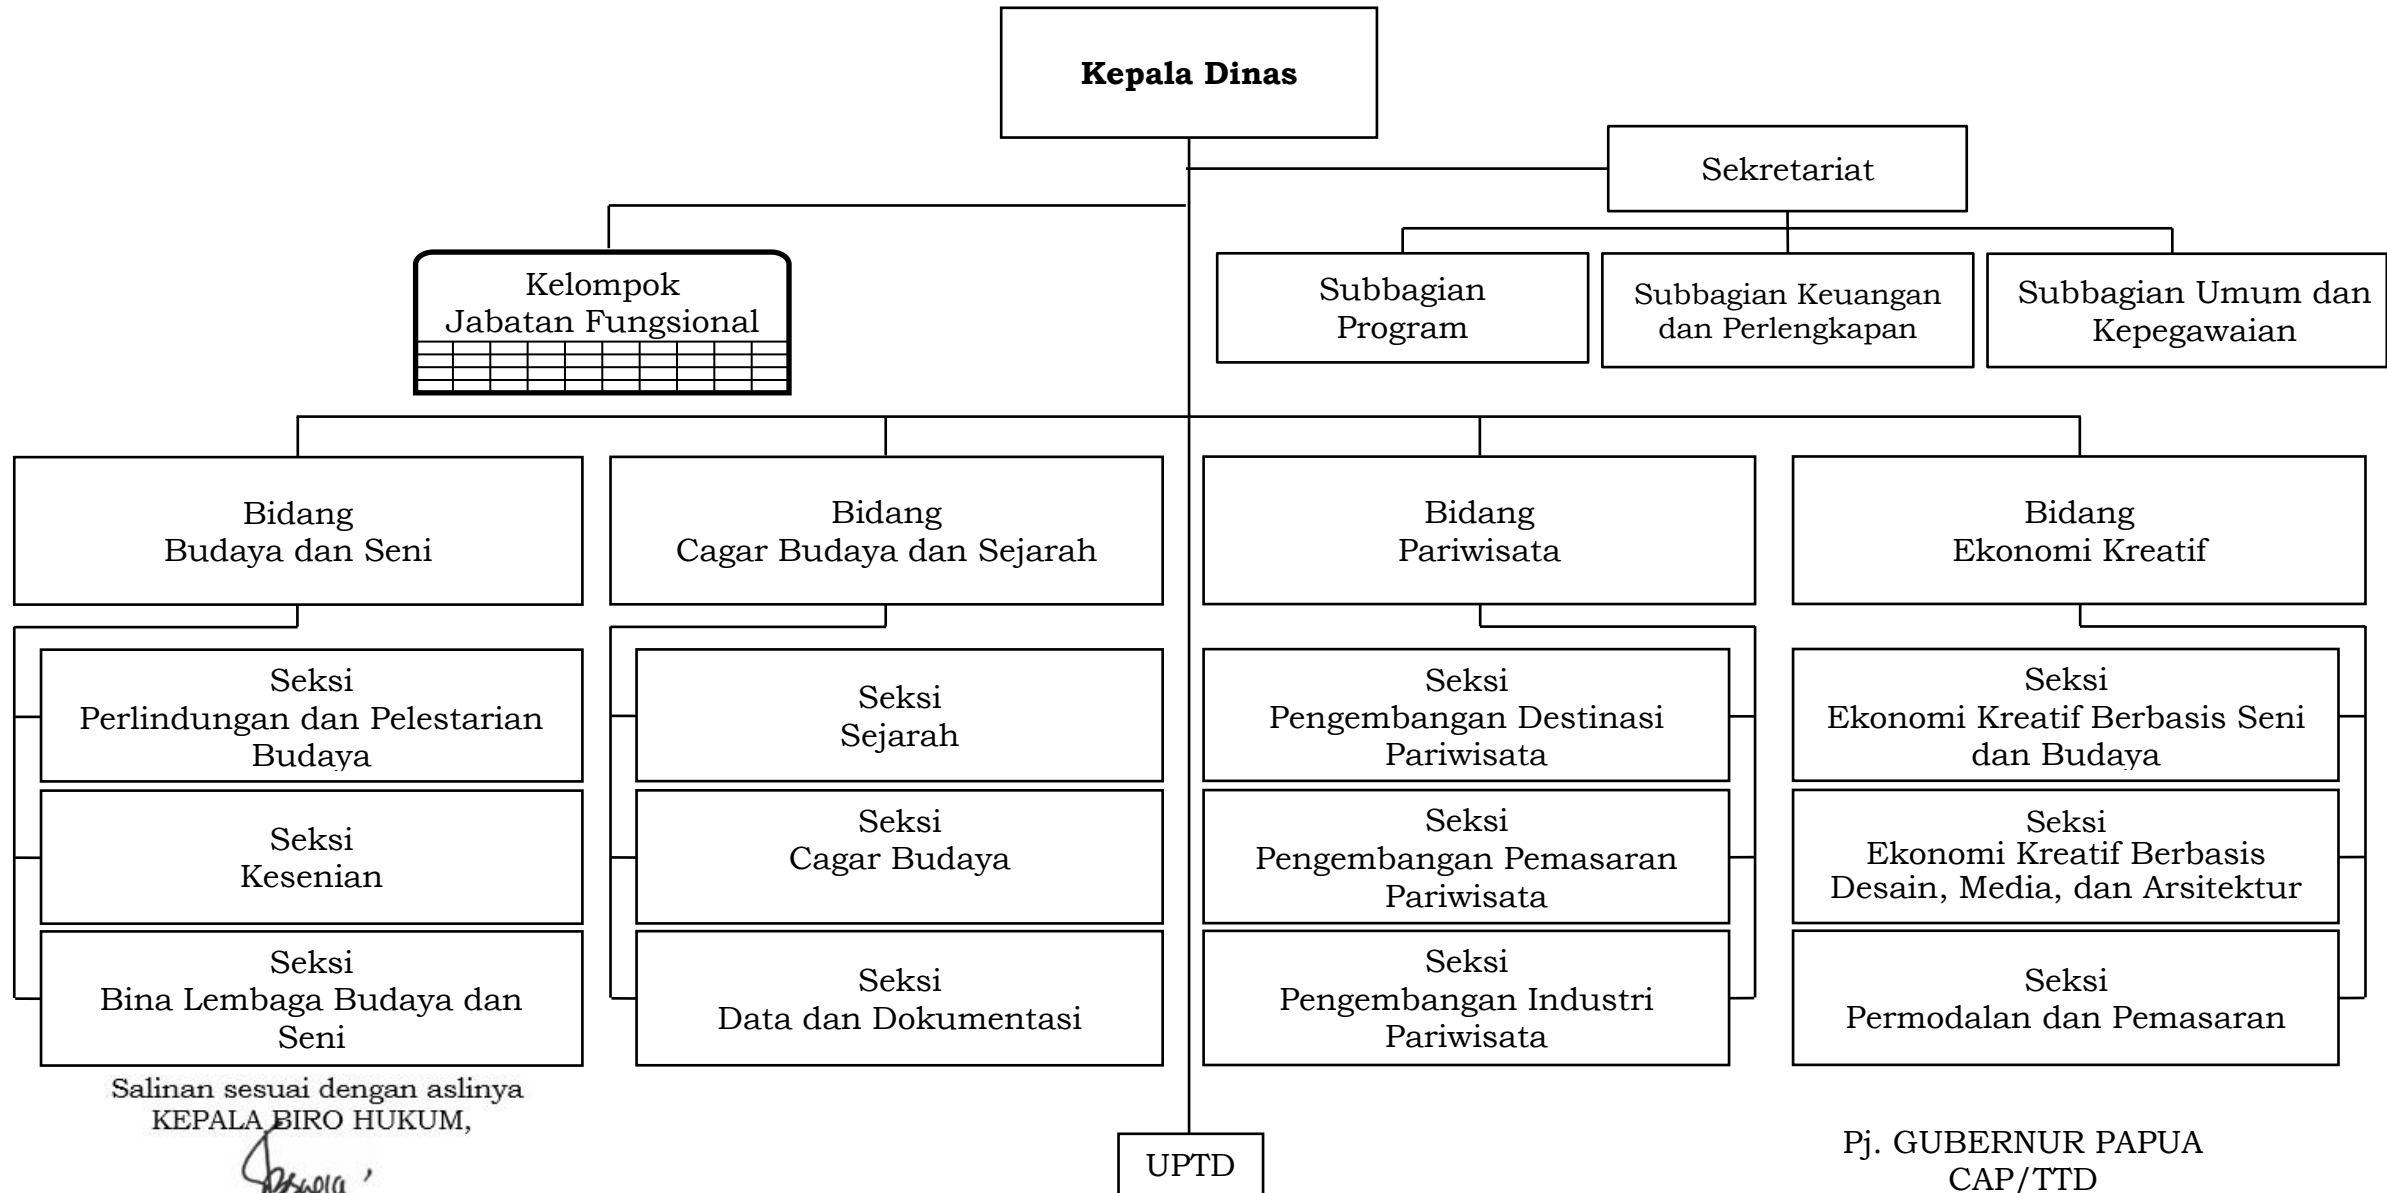 Kepala Dinas
Sekretariat
Kelompok
Jabatan Fungsional
Subbagian
Program
Subbagian Keuangan
dan Perlengkapan
Subbagian Umum dan
Kepegawaian
Bidang
Budaya dan Seni
Bidang
Cagar Budaya dan Sejarah
Bidang
Pariwisata
Bidang
Ekonomi Kreatif
Seksi
Perlindungan dan Pelestarian
Budaya
Seksi
Kesenian
Seksi
Bina Lembaga Budaya dan
Seni
Seksi
Sejarah
Seksi
Cagar Budaya
Seksi
Data dan Dokumentasi
Seksi
Pengembangan Destinasi
Pariwisata
Seksi
Pengembangan Pemasaran
Pariwisata
Seksi
Pengembangan Industri
Pariwisata
Seksi
Ekonomi Kreatif Berbasis Seni
dan Budaya
Seksi
Ekonomi Kreatif Berbasis
Desain, Media, dan Arsitektur
Seksi
Permodalan dan Pemasaran
Salinan sesuai dengan aslinya
KEPALA BIRO HUKUM,
UPTD
Pj. GUBERNUR PAPUA
CAP/TTD